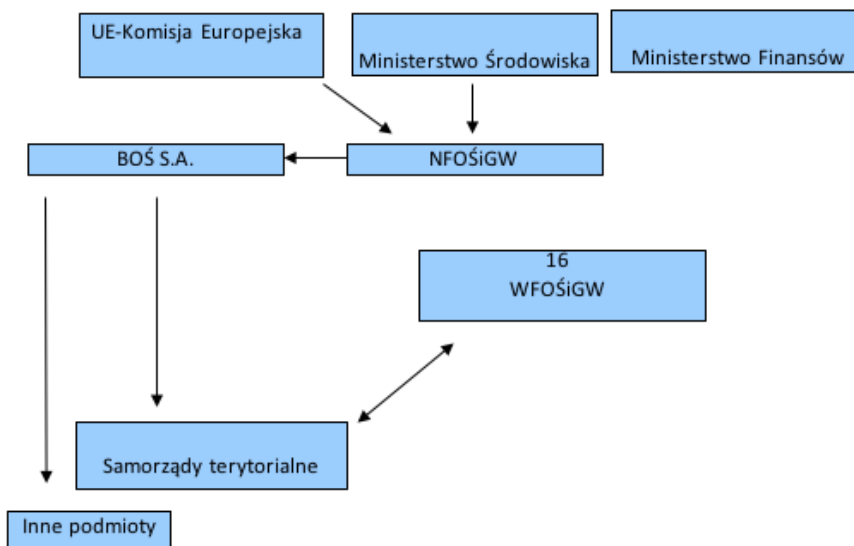 UE-Komisja Europejska
Ministerstwo Środowiska
Ministerstwo Finansów
BOŚ S.A.
NFOŚiGW
16
WFOŚiGW
Samorządy terytorialne
Inne podmioty